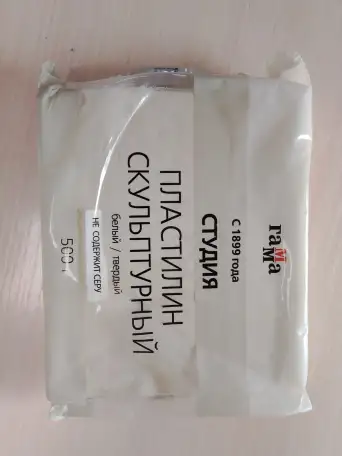 гамма
С 1899 года
СТУДИЯ
ПЛАСТИЛИН
СКУЛЬПТУРНЫЙ
белый / твердый
НЕ СОДЕРЖИТ СЕРУ
500 г